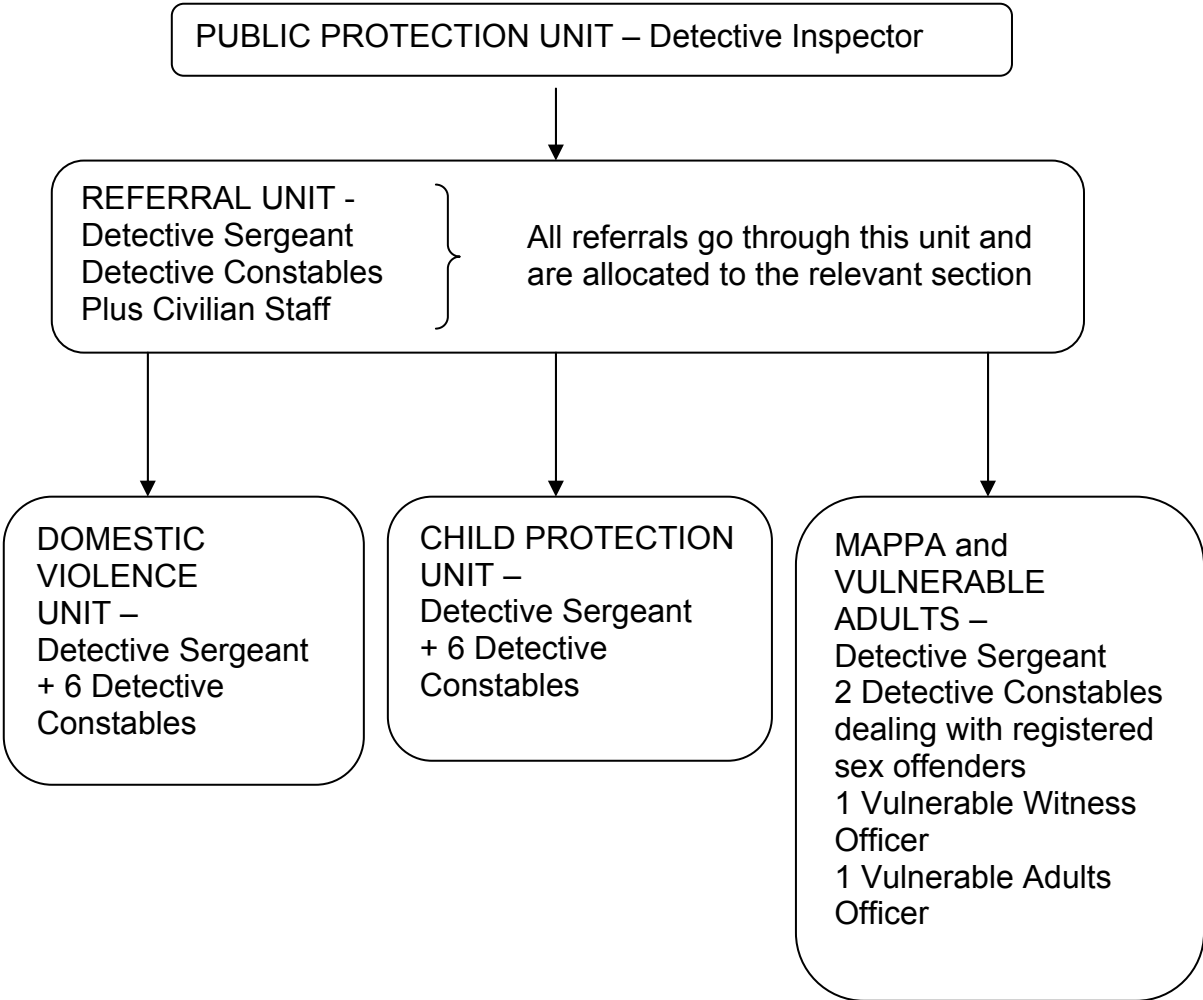 PUBLIC PROTECTION UNIT – Detective Inspector
REFERRAL UNIT -
Detective Sergeant
Detective Constables
Plus Civilian Staff
All referrals go through this unit and
are allocated to the relevant section
DOMESTIC
VIOLENCE
UNIT –
Detective Sergeant
+ 6 Detective
Constables
CHILD PROTECTION
UNIT –
Detective Sergeant
+ 6 Detective
Constables
MAPPA and
VULNERABLE
ADULTS –
Detective Sergeant
2 Detective Constables
dealing with registered
sex offenders
1 Vulnerable Witness
Officer
1 Vulnerable Adults
Officer